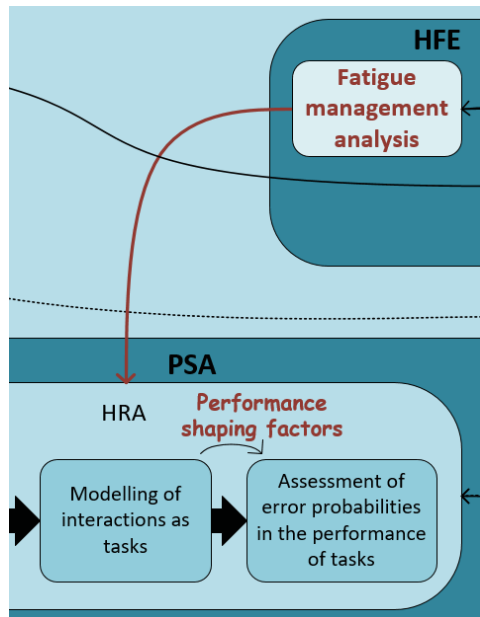 HFE
Fatigue
management
analysis
PSA
HRA
Performance
shaping factors
Modelling of
interactions as
tasks
Assessment of
error probabilities
in the performance
of tasks